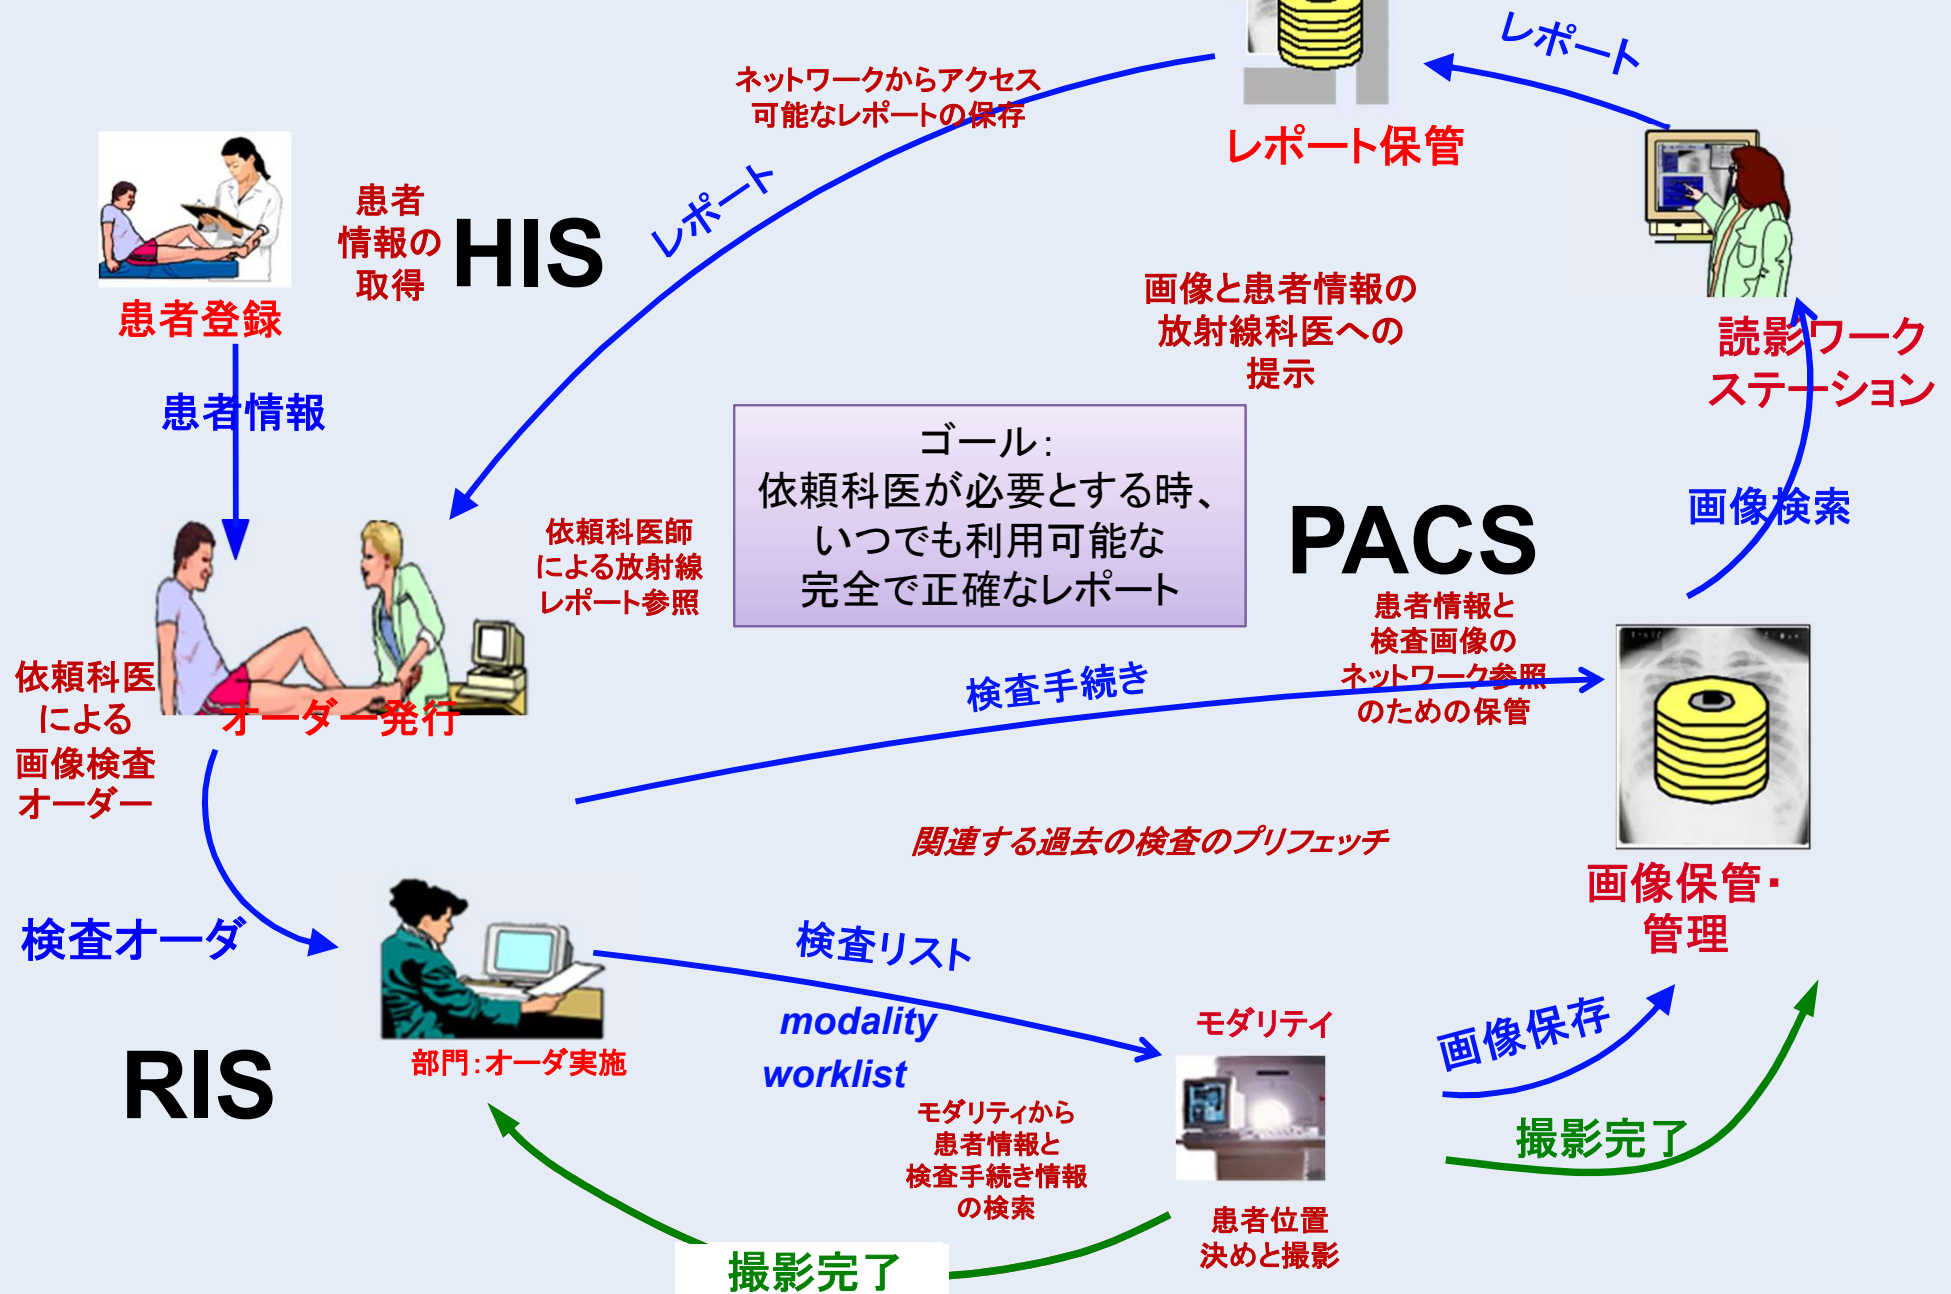 レポート
ネットワークからアクセス
可能なレポートの保存
レポート保管
患者
情報の
取得
HIS
レポート
患者登録
画像と患者情報の
放射線科医への
提示
読影ワーク
ステーション
患者情報
ゴール：
依頼科医が必要とする時、
いつでも利用可能な
完全で正確なレポート
画像検索
PACS
依頼科医師
による放射線
レポート参照
患者情報と
検査画像の
ネットワーク参照
のための保管
検査手続き
依頼科医
による
画像検査
オーダー
オーダー発行
関連する過去の検査のプリフェッチ
画像保管・
管理
検査オーダ
検査リスト
modality
worklist
モダリティ
画像保存
部門：オーダ実施
RIS
モダリティから
患者情報と
検査手続き情報
の検索
撮影完了
患者位置
決めと撮影
撮影完了